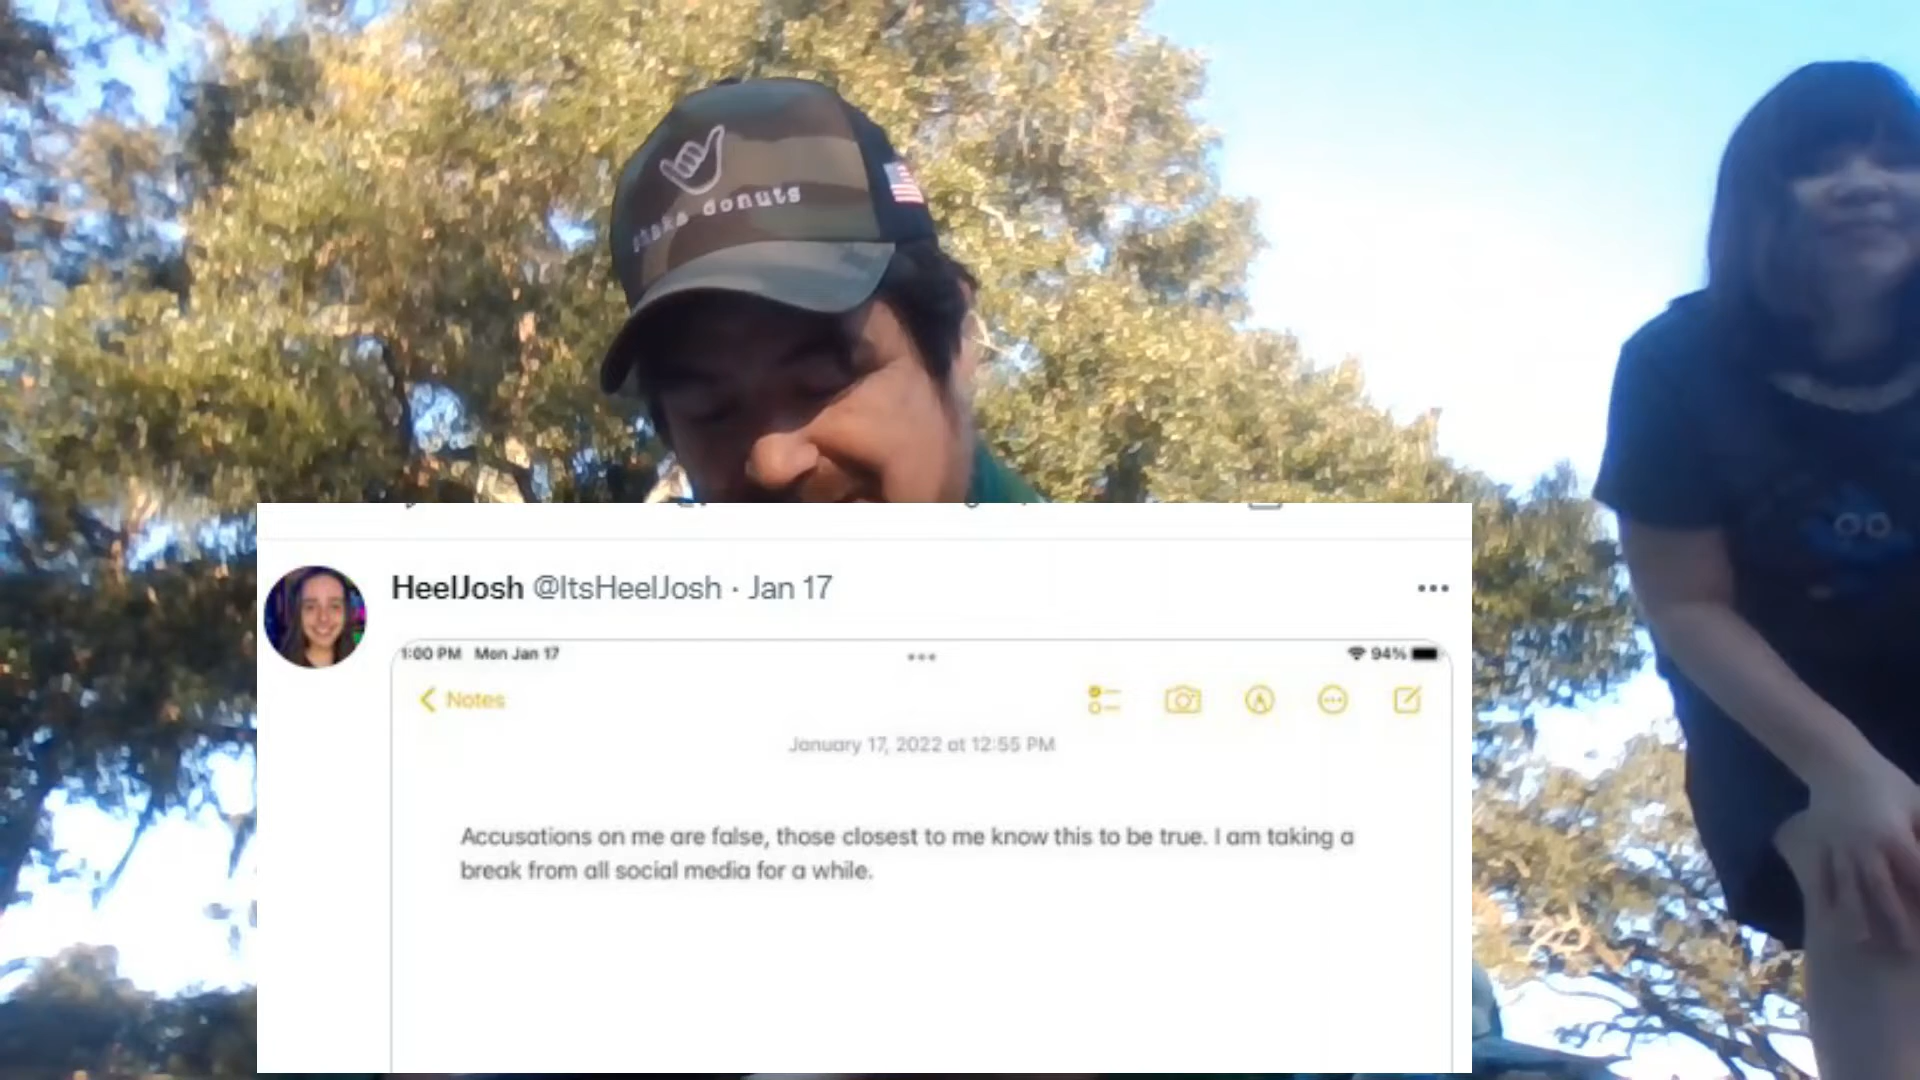 shaka donuts
HeelJosh @ItsHeelJosh · Jan 17
1:00 PM Mon Jan 17
94%
Notes
January 17, 2022 at 12:55 PM
Accusations on me are false, those closest to me know this to be true. I am taking a
break from all social media for a while.